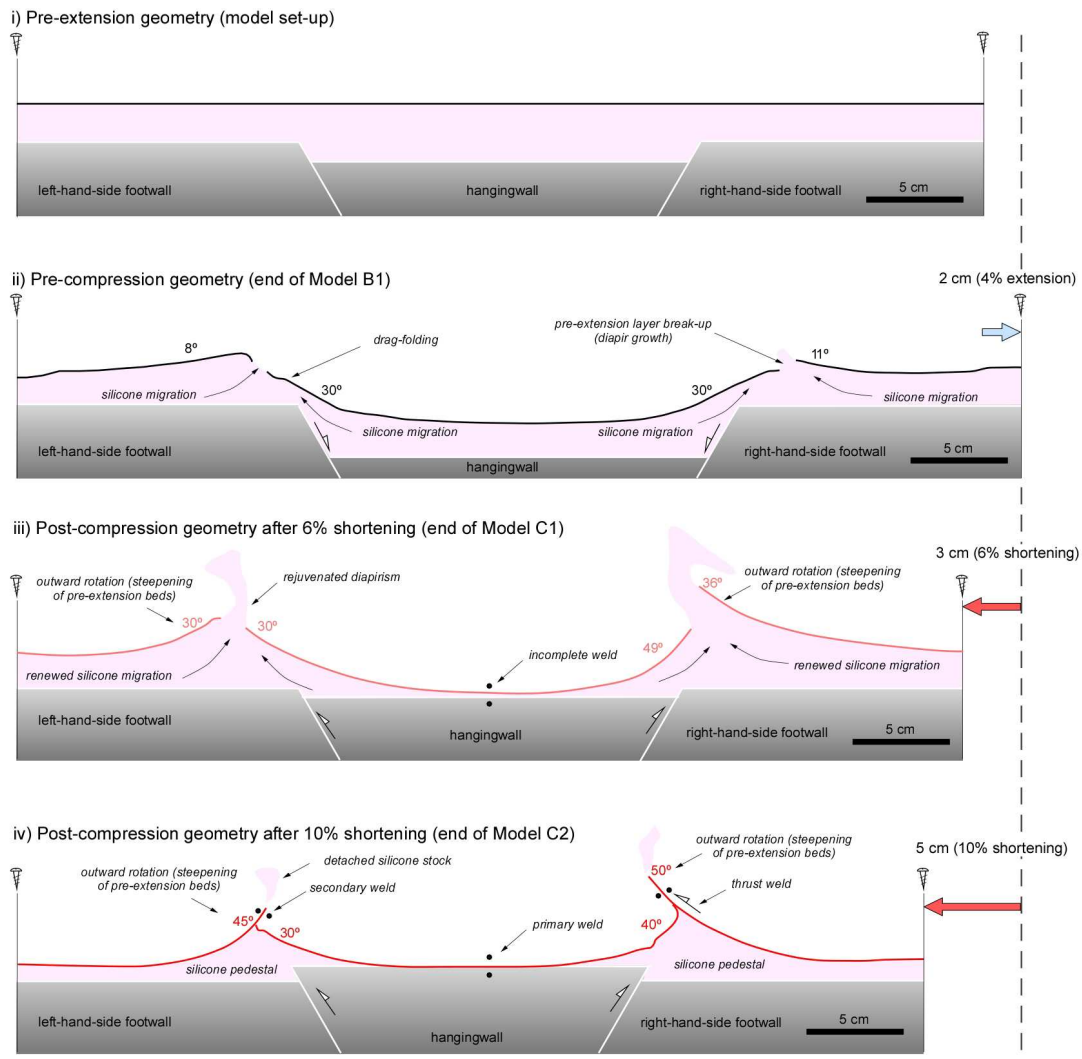 i) Pre-extension geometry (model set-up)
left-hand-side footwall
hangingwall
right-hand-side footwall
5 cm
ii) Pre-compression geometry (end of Model B1)
2 cm (4% extension)
8º
drag-folding
pre-extension layer break-up
(diapir growth)
11º
silicone migration
30º
30º
silicone migration
silicone migration
silicone migration
left-hand-side footwall
hangingwall
right-hand-side footwall
5 cm
iii) Post-compression geometry after 6% shortening (end of Model C1)
3 cm (6% shortening)
outward rotation (steepening
of pre-extension beds)
rejuvenated diapirism
outward rotation (steepening
of pre-extension beds)
36º
30º
30º
49º
incomplete weld
renewed silicone migration
renewed silicone migration
left-hand-side footwall
hangingwall
right-hand-side footwall
5 cm
iv) Post-compression geometry after 10% shortening (end of Model C2)
5 cm (10% shortening)
outward rotation (steepening
of pre-extension beds)
detached silicone stock
secondary weld
outward rotation (steepening
of pre-extension beds)
50º
thrust weld
45º
30º
primary weld
40º
silicone pedestal
silicone pedestal
left-hand-side footwall
hangingwall
right-hand-side footwall
5 cm